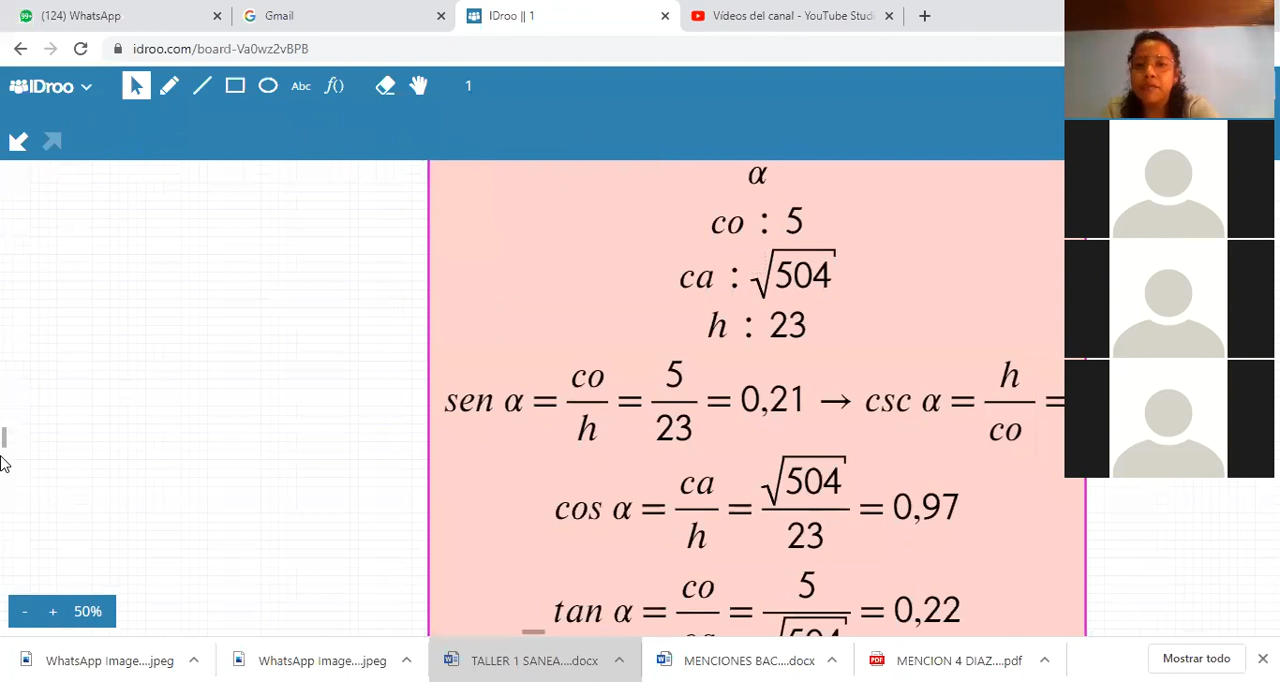 (124) WhatsApp
Gmail
IDroo || 1
Vídeos del canal - YouTube Studi
idroo.com/board-Va0wz2vBPB
IDroo
Abc
f()
1
α
co : 5
ca : √504
h : 23
sen α = co/h = 5/23 = 0,21 → csc α = h/co =
cos α = ca/h = √504/23 = 0,97
tan α = co/ca = 5/√504 = 0,22
- + 50%
WhatsApp Image....jpeg
WhatsApp Image....jpeg
TALLER 1 SANEA....docx
MENCIONES BAC....docx
MENCION 4 DIAZ....pdf
Mostrar todo